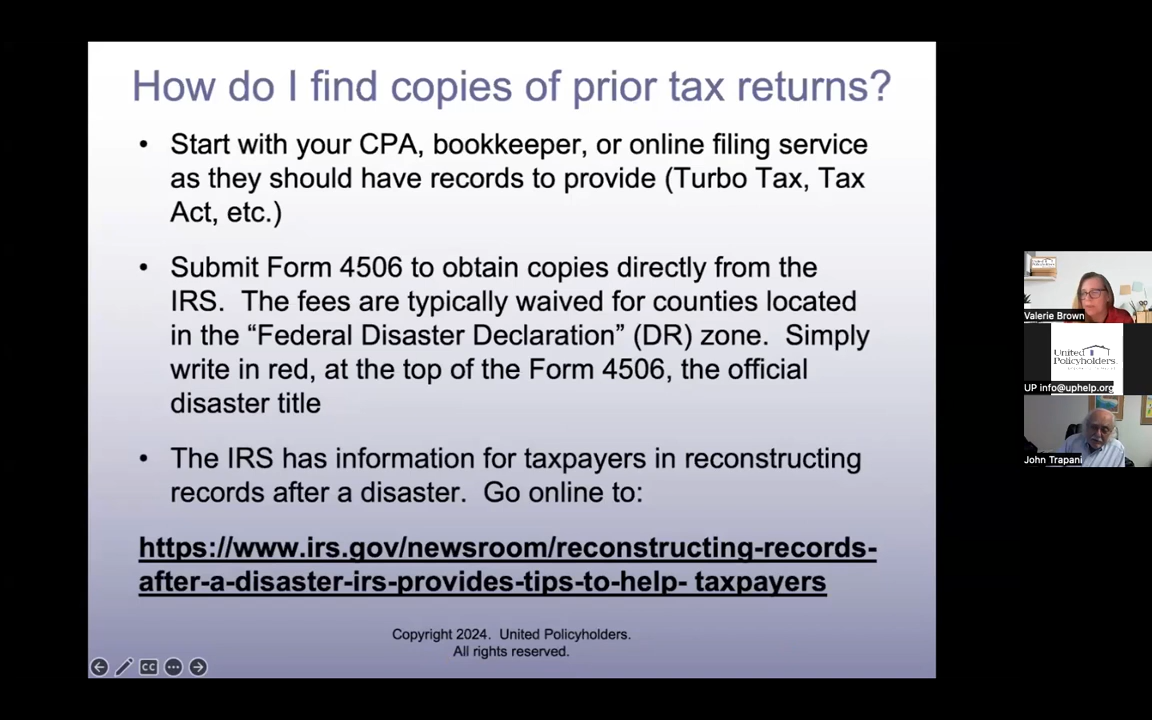 How do I find copies of prior tax returns?
• Start with your CPA, bookkeeper, or online filing service
as they should have records to provide (Turbo Tax, Tax
Act, etc.)
• Submit Form 4506 to obtain copies directly from the
IRS.  The fees are typically waived for counties located
in the “Federal Disaster Declaration” (DR) zone.  Simply
write in red, at the top of the Form 4506, the official
disaster title
• The IRS has information for taxpayers in reconstructing
records after a disaster.  Go online to:
https://www.irs.gov/newsroom/reconstructing-records-
after-a-disaster-irs-provides-tips-to-help- taxpayers
Copyright 2024.  United Policyholders.
All rights reserved.
CC
Valerie Brown
United
Policyholders
UP info@uphelp.org
John Trapani